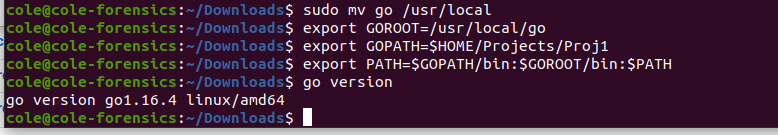 cole@cole-forensics:~/Downloads$ sudo mv go /usr/local
cole@cole-forensics:~/Downloads$ export GOROOT=/usr/local/go
cole@cole-forensics:~/Downloads$ export GOPATH=$HOME/Projects/Proj1
cole@cole-forensics:~/Downloads$ export PATH=$GOPATH/bin:$GOROOT/bin:$PATH
cole@cole-forensics:~/Downloads$ go version
go version go1.16.4 linux/amd64
cole@cole-forensics:~/Downloads$